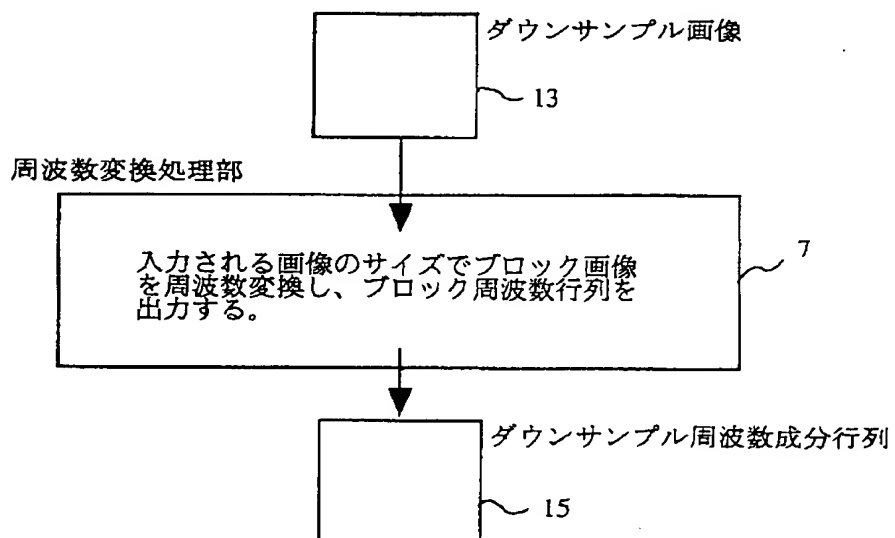 ダウンサンプル画像
13
周波数変換処理部
7
入力される画像のサイズでブロック画像
を周波数変換し、ブロック周波数行列を
出力する。
ダウンサンプル周波数成分行列
15